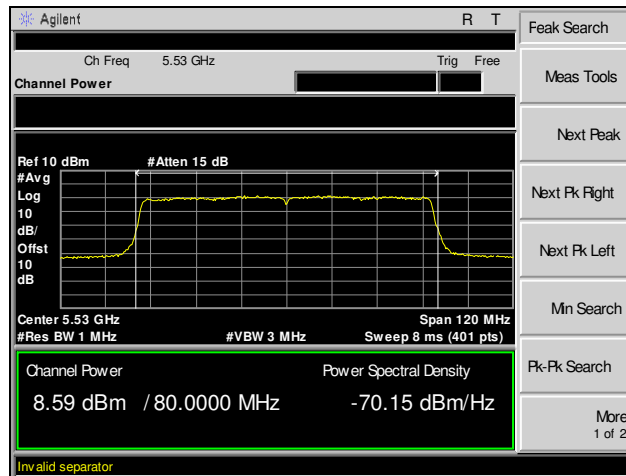 Agilent R T
Ch Freq 5.53 GHz Trig Free
Channel Power
Ref 10 dBm #Atten 15 dB
#Avg
Log
10
dB/
Offst
10
dB
Center 5.53 GHz Span 120 MHz
#Res BW 1 MHz #VBW 3 MHz Sweep 8 ms (401 pts)
Channel Power Power Spectral Density
8.59 dBm / 80.0000 MHz -70.15 dBm/Hz
Invalid separator
Peak Search
Meas Tools
Next Peak
Next Pk Right
Next Pk Left
Min Search
Pk-Pk Search
More
1 of 2